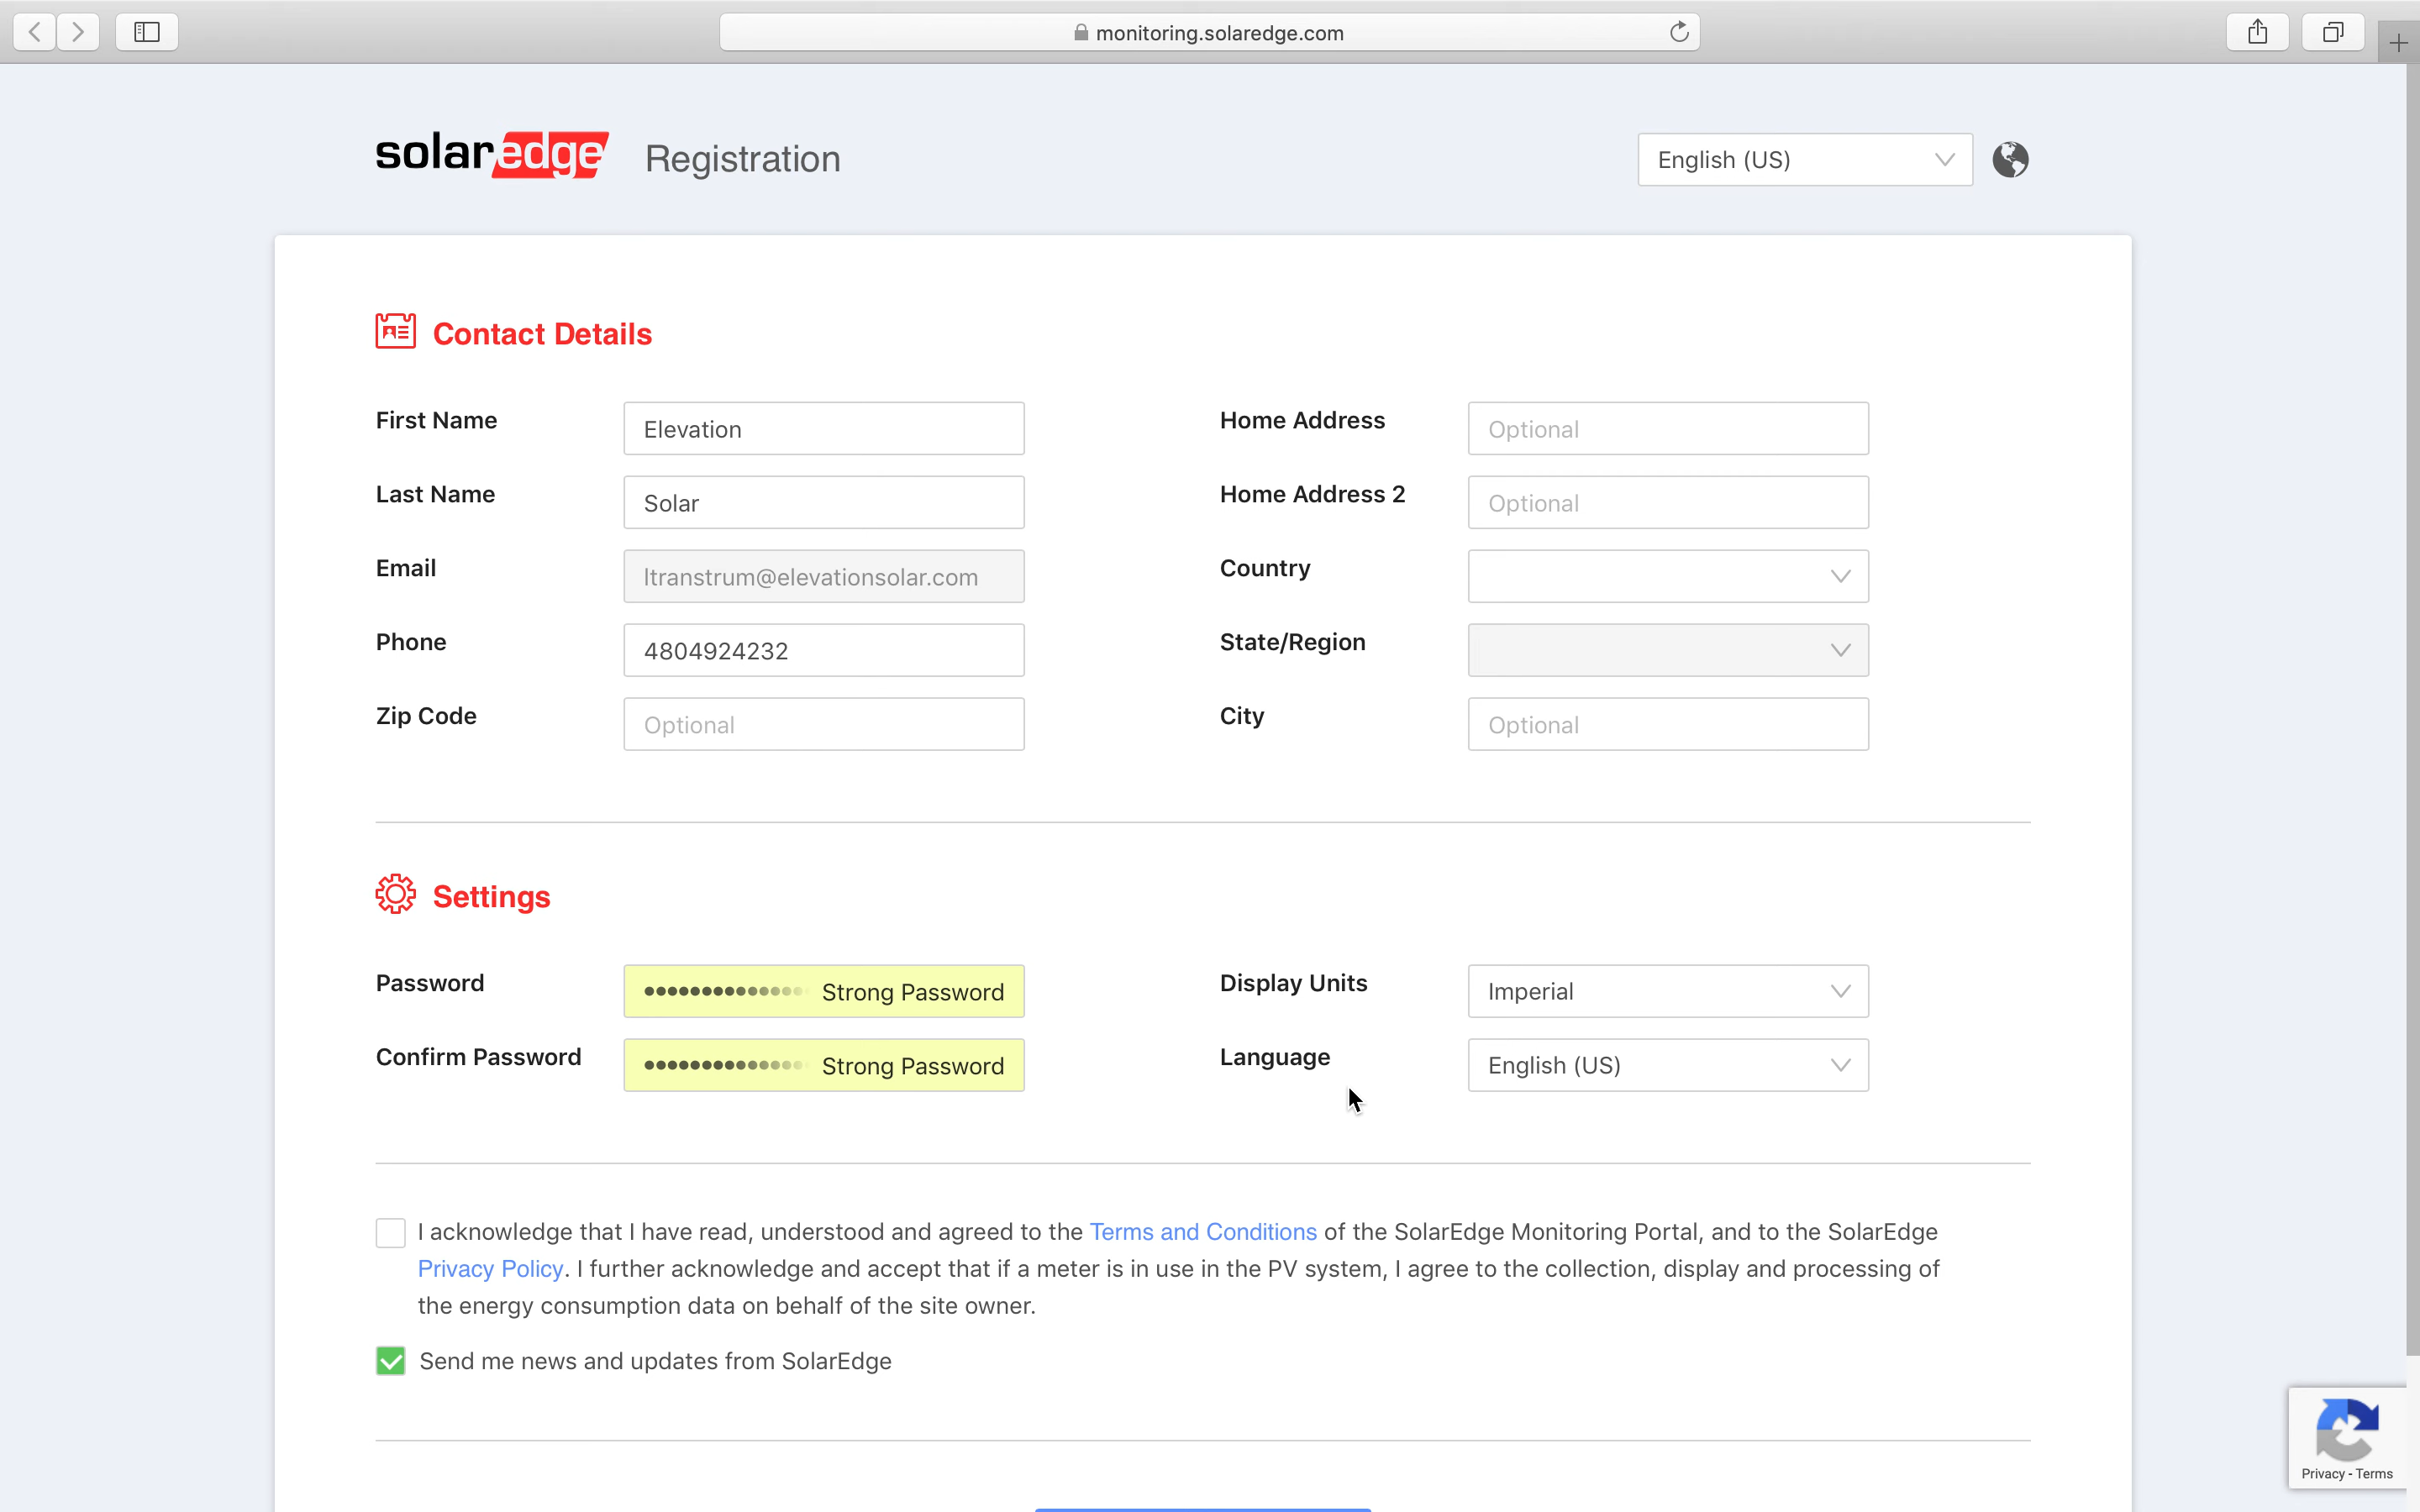 monitoring.solaredge.com
solaredge Registration
English (US)
Contact Details
First Name Elevation
Home Address Optional
Last Name Solar
Home Address 2 Optional
Email ltranstrum@elevationsolar.com
Country
Phone 4804924232
State/Region
Zip Code Optional
City Optional
Settings
Password Strong Password
Display Units Imperial
Confirm Password Strong Password
Language English (US)
I acknowledge that I have read, understood and agreed to the Terms and Conditions of the SolarEdge Monitoring Portal, and to the SolarEdge
Privacy Policy. I further acknowledge and accept that if a meter is in use in the PV system, I agree to the collection, display and processing of
the energy consumption data on behalf of the site owner.
Send me news and updates from SolarEdge
Privacy - Terms